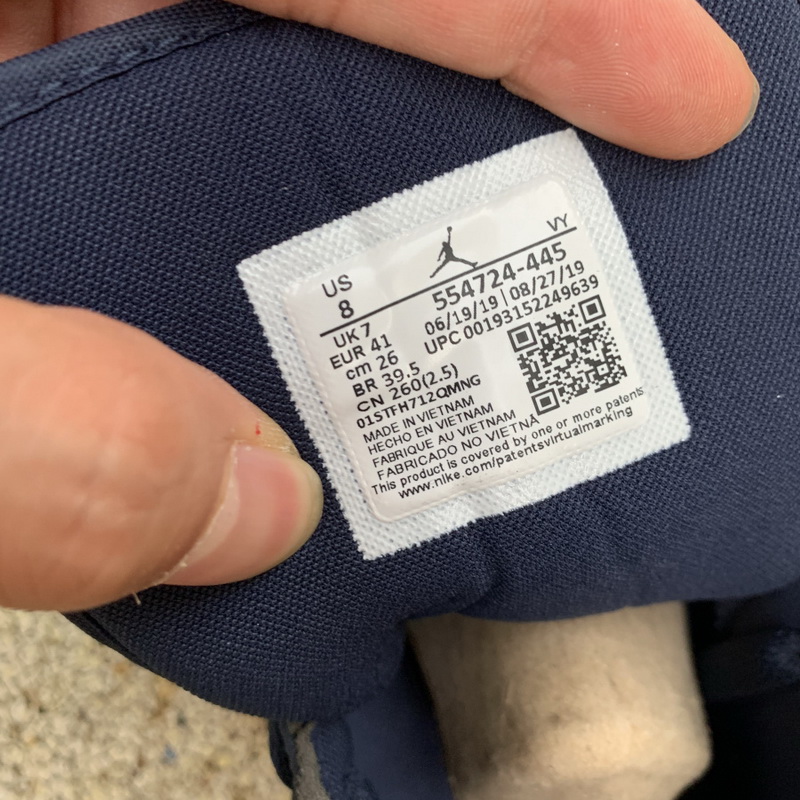 US
8
VY
554724-445
06/19/19 | 08/27/19
UPC 00193152249639
UK 7
EUR 41
cm 26
BR 39.5
CN 260(2.5)
01STFH712QMNG
MADE IN VIETNAM
HECHO EN VIETNAM
FABRIQUE AU VIETNAM
FABRICADO NO VIETNA
This product is covered by one or more patents
www.nike.com/patentsvirtualmarking